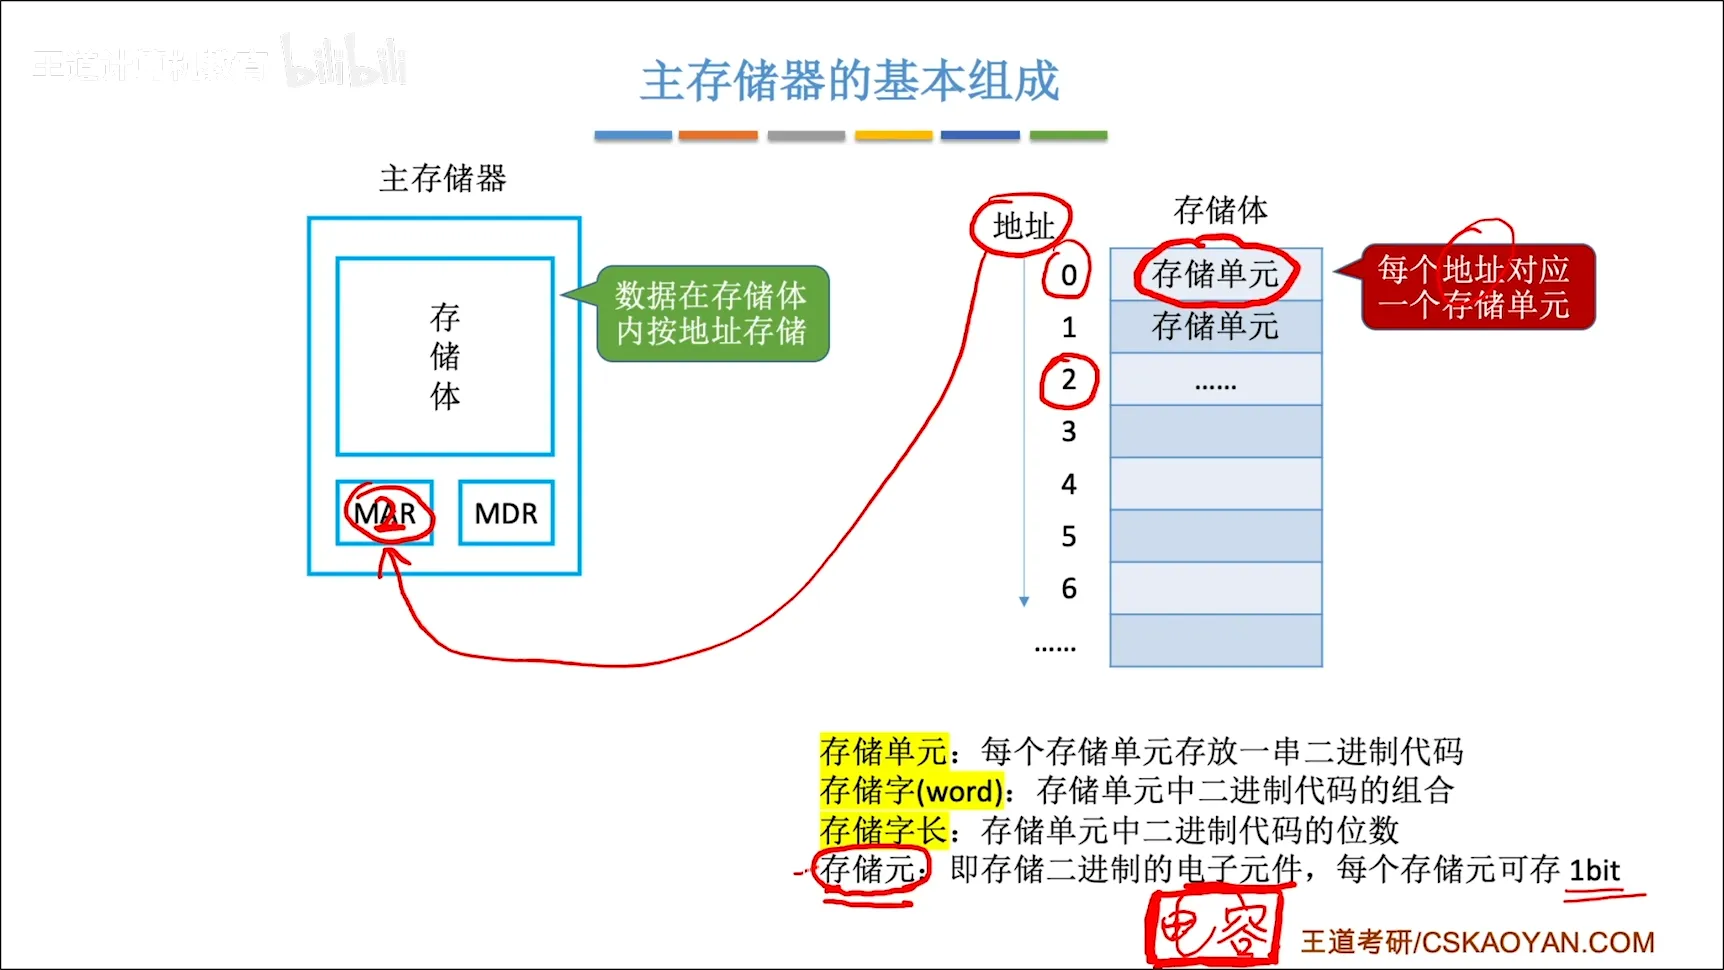 王道计算机教育 bilibili
主存储器的基本组成
主存储器
存
储
体
MAR
2
MDR
数据在存储体
内按地址存储
地址
存储体
0
存储单元
1
存储单元
2
......
3
4
5
6
......
每个地址对应
一个存储单元
存储单元：每个存储单元存放一串二进制代码
存储字(word)：存储单元中二进制代码的组合
存储字长：存储单元中二进制代码的位数
存储元：即存储二进制的电子元件，每个存储元可存 1bit
电容
王道考研/CSKAOYAN.COM